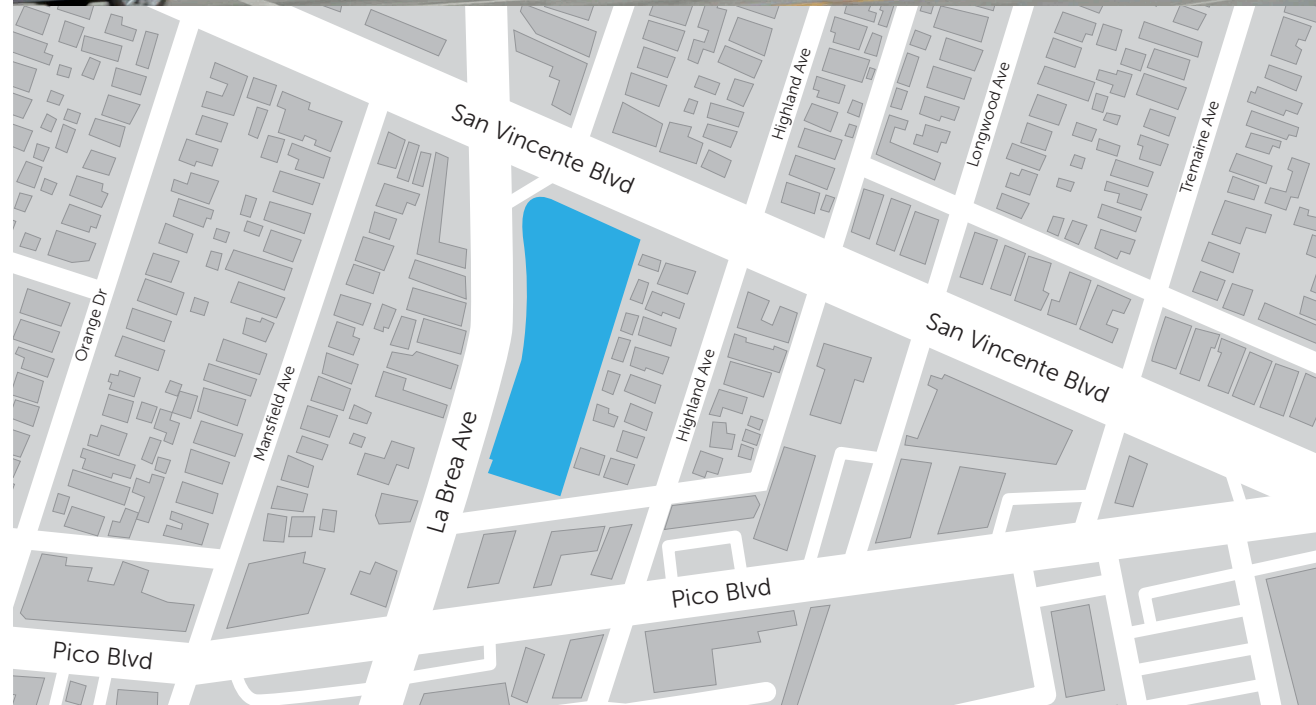 Highland Ave
Longwood Ave
Tremaine Ave
San Vincente Blvd
Orange Dr
Mansfield Ave
La Brea Ave
Highland Ave
San Vincente Blvd
Pico Blvd
Pico Blvd